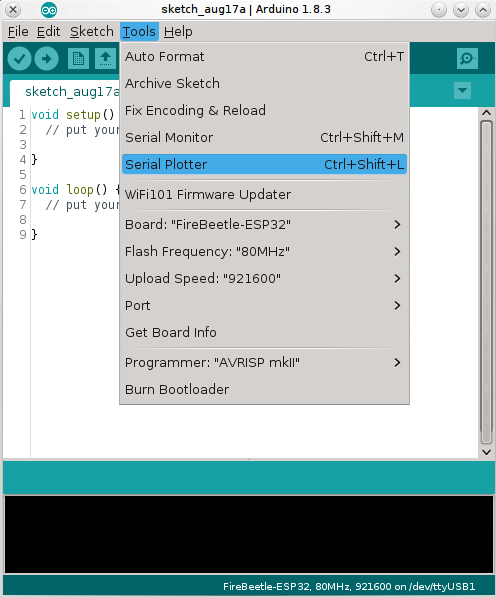 sketch_aug17a | Arduino 1.8.3
File Edit Sketch Tools Help
Auto Format Ctrl+T
Archive Sketch
Fix Encoding & Reload
Serial Monitor Ctrl+Shift+M
Serial Plotter Ctrl+Shift+L
WiFi101 Firmware Updater
Board: "FireBeetle-ESP32"
Flash Frequency: "80MHz"
Upload Speed: "921600"
Port
Get Board Info
Programmer: "AVRISP mkII"
Burn Bootloader
sketch_aug17a
1 void setup()
2 // put your
3
4 }
5
6 void loop() {
7 // put your
8
9 }
FireBeetle-ESP32, 80MHz, 921600 on /dev/ttyUSB1